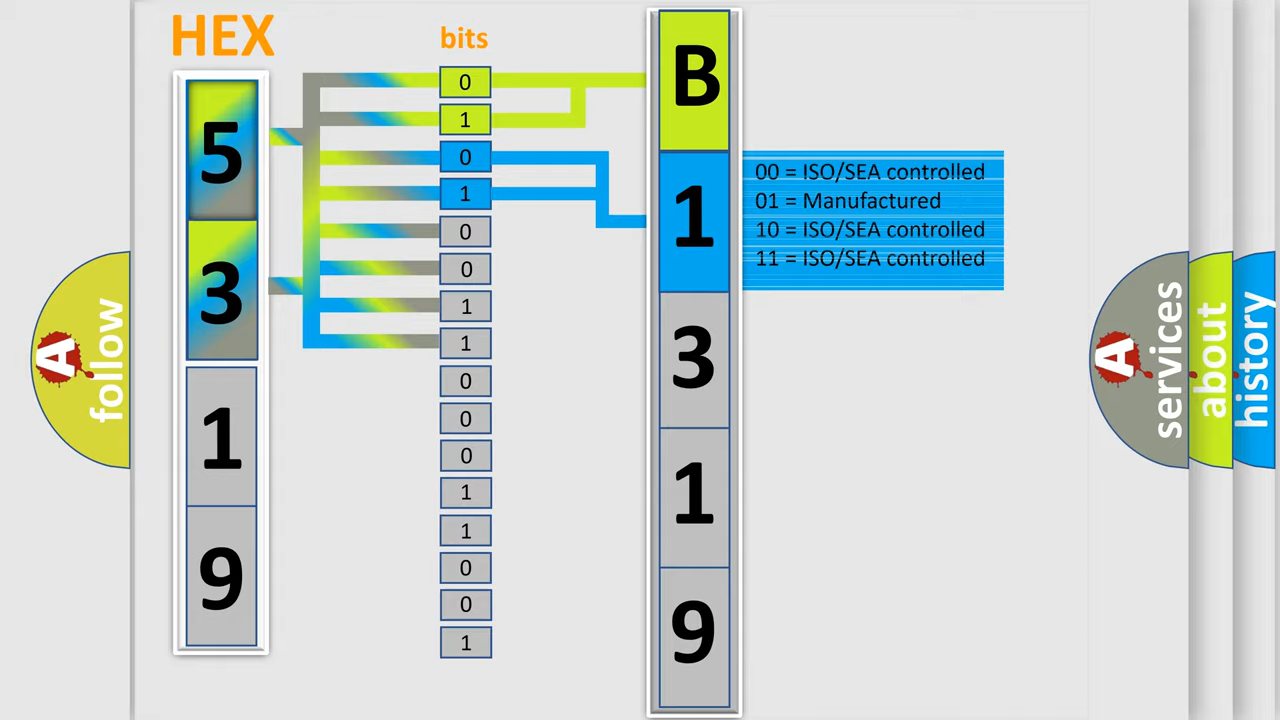 HEX
bits
5
3
1
9
0
1
0
1
0
0
1
1
0
0
0
1
1
0
0
1
B
1
3
1
9
00 = ISO/SEA controlled
01 = Manufactured
10 = ISO/SEA controlled
11 = ISO/SEA controlled
A
follow
A
services
about
history